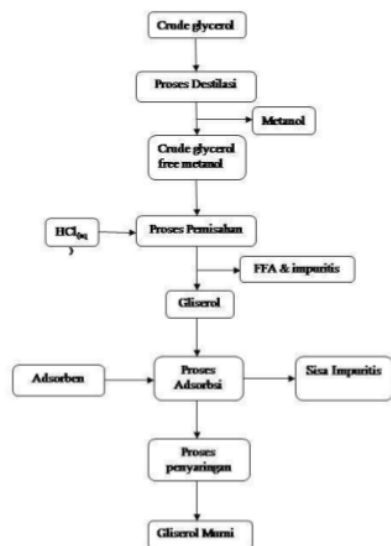 Crude glycerol
Proses Destilasi
Metanol
Crude glycerol
free metanol
HCl(aq
)
Proses Pemisahan
FFA & impuritis
Gliserol
Adsorben
Proses
Adsorbsi
Sisa Impuritis
Proses
penyaringan
Gliserol Murni